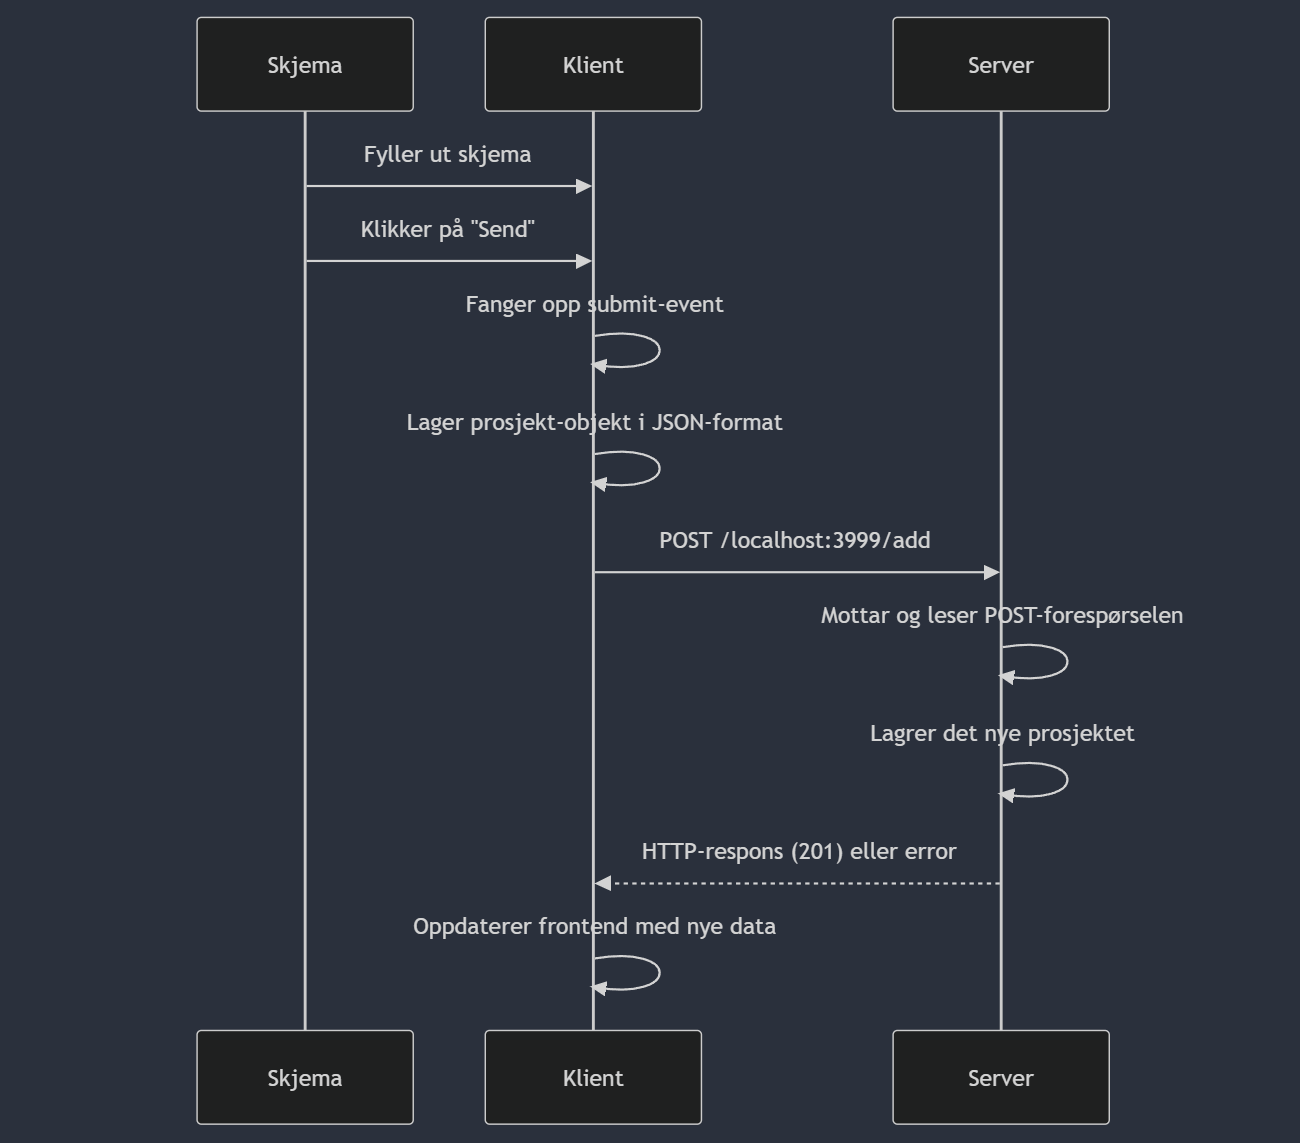 Skjema
Klient
Server
Fyller ut skjema
Klikker på "Send"
Fanger opp submit-event
Lager prosjekt-objekt i JSON-format
POST /localhost:3999/add
Mottar og leser POST-forespørselen
Lagrer det nye prosjektet
HTTP-respons (201) eller error
Oppdaterer frontend med nye data
Skjema
Klient
Server